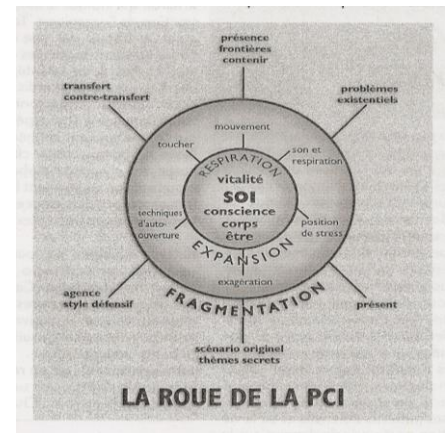 présence
frontières
contenir
transfert
contre-transfert
problèmes
existentiels
mouvement
toucher
son et
respiration
RESPIRATION
vitalité
SOI
conscience
corps
être
techniques
d'auto-
ouverture
position
de stress
EXPANSION
exagération
FRAGMENTATION
agence
style défensif
présent
scénario originel
thèmes secrets
LA ROUE DE LA PCI